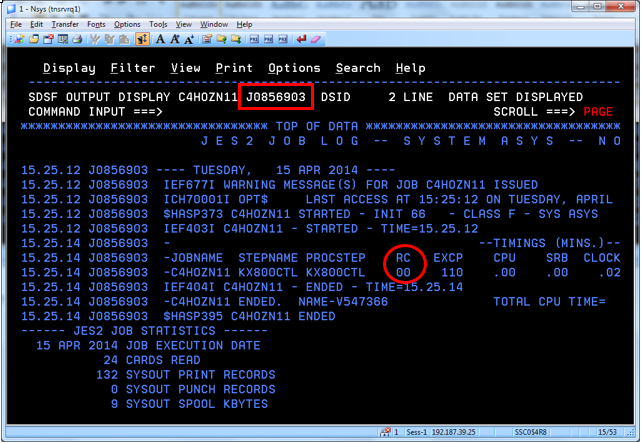 1 - Nsys (tnsrvrq1)
File Edit Transfer Fonts Options Tools View Window Help
Display Filter View Print Options Search Help
SDSF OUTPUT DISPLAY C4HOZN11 J0856903 DSID 2 LINE DATA SET DISPLAYED
COMMAND INPUT ===> SCROLL ===> PAGE
********************************* TOP OF DATA **********************************
J E S 2 J O B L O G -- S Y S T E M A S Y S -- N O
15.25.12 J0856903 ---- TUESDAY, 15 APR 2014 ----
15.25.12 J0856903 IEF677I WARNING MESSAGE(S) FOR JOB C4HOZN11 ISSUED
15.25.12 J0856903 ICH70001I OPT$ LAST ACCESS AT 15:25:12 ON TUESDAY, APRIL
15.25.12 J0856903 $HASP373 C4HOZN11 STARTED - INIT 66 - CLASS F - SYS ASYS
15.25.12 J0856903 IEF403I C4HOZN11 - STARTED - TIME=15.25.12
15.25.14 J0856903 - --TIMINGS (MINS.)--
15.25.14 J0856903 -JOBNAME STEPNAME PROCSTEP RC EXCP CPU SRB CLOCK
15.25.14 J0856903 -C4HOZN11 KX800CTL KX800CTL 00 110 .00 .00 .02
15.25.14 J0856903 IEF404I C4HOZN11 - ENDED - TIME=15.25.14
15.25.14 J0856903 -C4HOZN11 ENDED. NAME-V547366 TOTAL CPU TIME=
15.25.14 J0856903 $HASP395 C4HOZN11 ENDED
------ JES2 JOB STATISTICS ------
15 APR 2014 JOB EXECUTION DATE
24 CARDS READ
132 SYSOUT PRINT RECORDS
0 SYSOUT PUNCH RECORDS
9 SYSOUT SPOOL KBYTES
1 Sess-1 192.187.39.25 SSC0S4R8 15/53